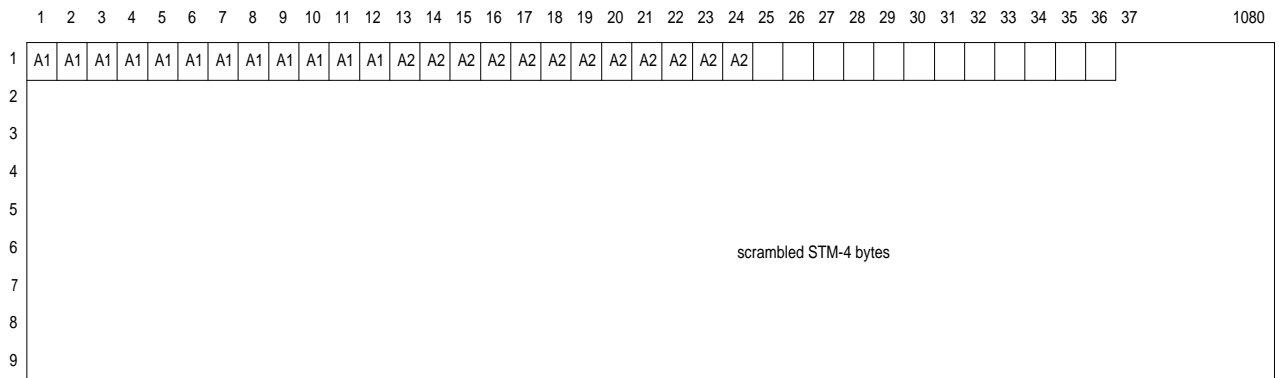 1 2 3 4 5 6 7 8 9 10 11 12 13 14 15 16 17 18 19 20 21 22 23 24 25 26 27 28 29 30 31 32 33 34 35 36 37 1080
1 A1 A1 A1 A1 A1 A1 A1 A1 A1 A1 A1 A1 A2 A2 A2 A2 A2 A2 A2 A2 A2 A2 A2 A2
2
3
4
5
6 scrambled STM-4 bytes
7
8
9